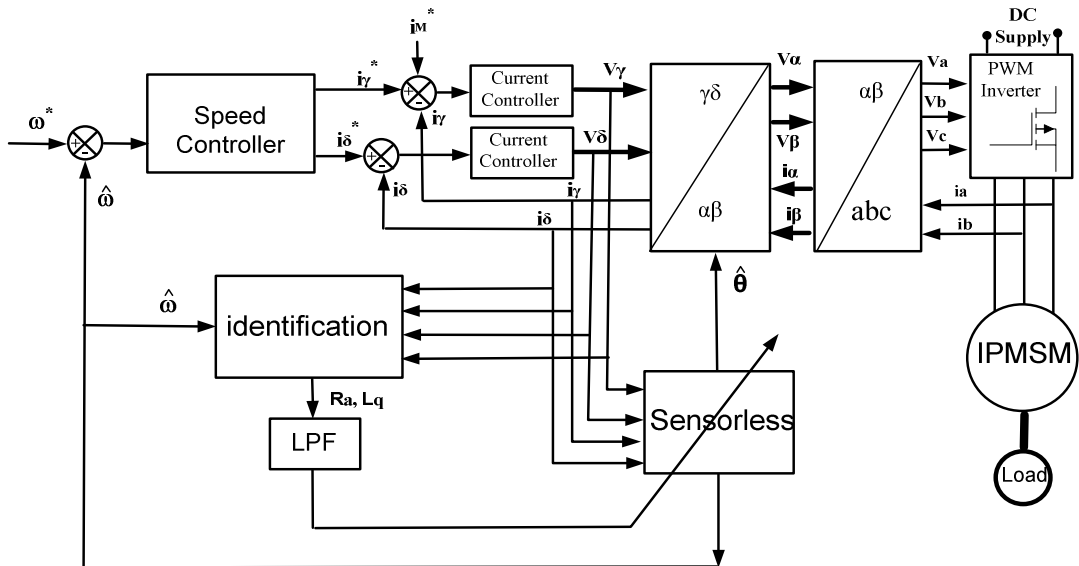 DC
Supply
iM*
iγ*
Current
Controller
Vγ
γδ
Vα
αβ
Va
PWM
Inverter
ω*
+
-
Speed
Controller
+
-
iγ
Vb
iδ*
+
-
Current
Controller
Vδ
Vβ
Vc
ω̂
iδ
iγ
iα
ia
iδ
αβ
iβ
abc
ib
θ̂
ω̂
identification
IPMSM
Ra, Lq
LPF
Sensorless
Load